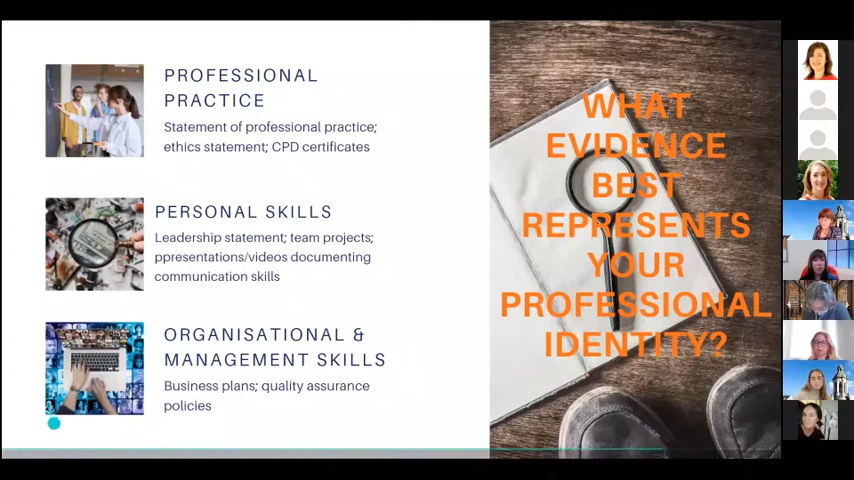 PROFESSIONAL
PRACTICE
Statement of professional practice;
ethics statement; CPD certificates
PERSONAL SKILLS
Leadership statement; team projects;
ppresentations/videos documenting
communication skills
ORGANISATIONAL &
MANAGEMENT SKILLS
Business plans; quality assurance
policies
WHAT
EVIDENCE
BEST
REPRESENTS
YOUR
PROFESSIONAL
IDENTITY?